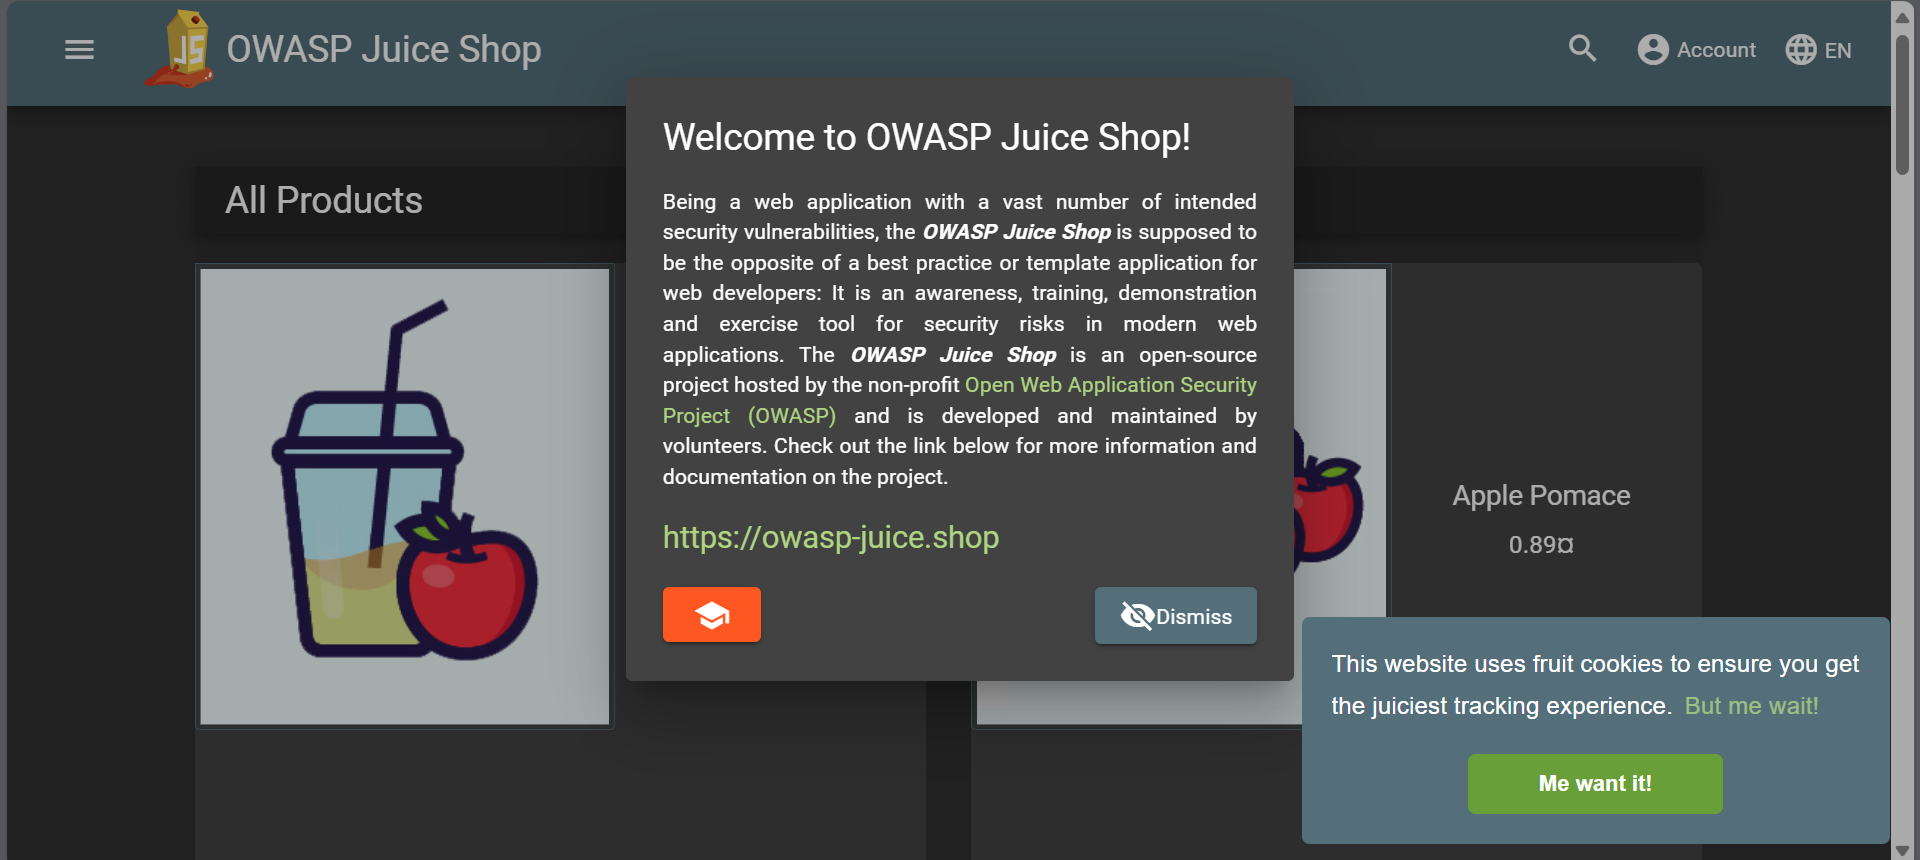 OWASP Juice Shop
Account
EN
All Products
Welcome to OWASP Juice Shop!
Being a web application with a vast number of intended
security vulnerabilities, the OWASP Juice Shop is supposed to
be the opposite of a best practice or template application for
web developers: It is an awareness, training, demonstration
and exercise tool for security risks in modern web
applications. The OWASP Juice Shop is an open-source
project hosted by the non-profit Open Web Application Security
Project (OWASP) and is developed and maintained by
volunteers. Check out the link below for more information and
documentation on the project.
https://owasp-juice.shop
Dismiss
Apple Pomace
0.89¤
This website uses fruit cookies to ensure you get
the juiciest tracking experience. But me wait!
Me want it!
JS